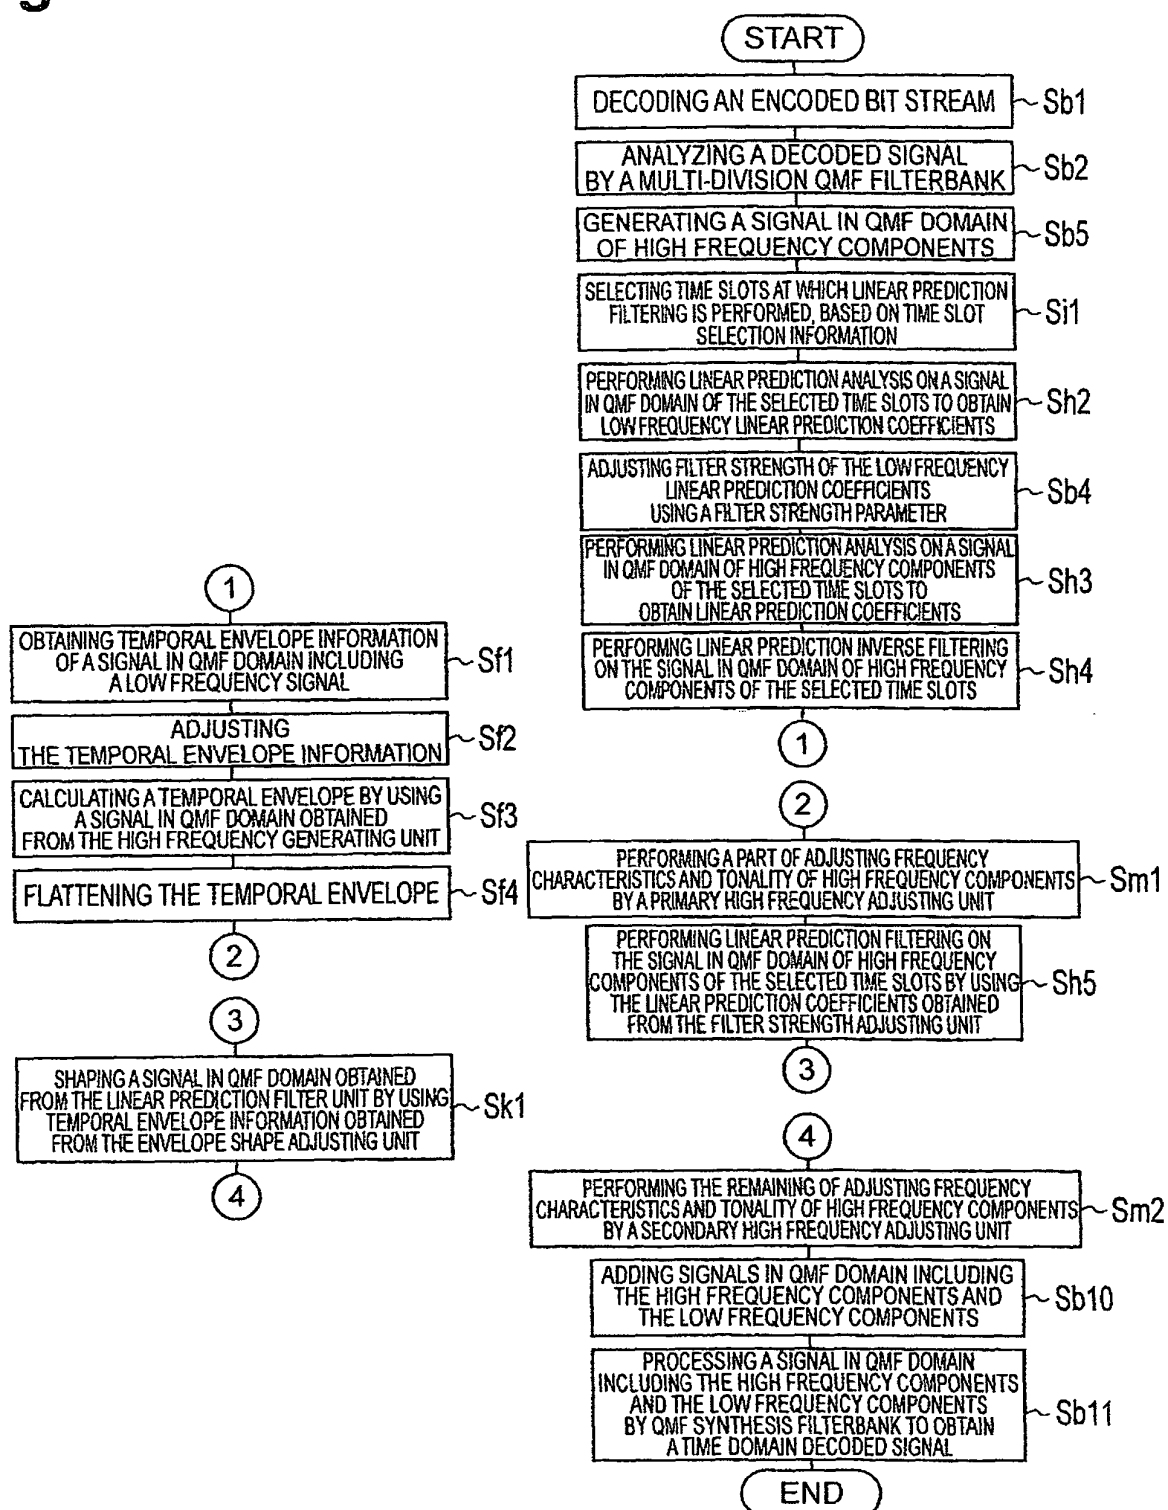 START
DECODING AN ENCODED BIT STREAM
Sb1
ANALYZING A DECODED SIGNAL
BY A MULTI-DIVISION QMF FILTERBANK
Sb2
GENERATING A SIGNAL IN QMF DOMAIN
OF HIGH FREQUENCY COMPONENTS
Sb5
SELECTING TIME SLOTS AT WHICH LINEAR PREDICTION
FILTERING IS PERFORMED, BASED ON TIME SLOT
SELECTION INFORMATION
Si1
PERFORMING LINEAR PREDICTION ANALYSIS ON A SIGNAL
IN QMF DOMAIN OF THE SELECTED TIME SLOTS TO OBTAIN
LOW FREQUENCY LINEAR PREDICTION COEFFICIENTS
Sh2
ADJUSTING FILTER STRENGTH OF THE LOW FREQUENCY
LINEAR PREDICTION COEFFICIENTS
USING A FILTER STRENGTH PARAMETER
Sb4
PERFORMING LINEAR PREDICTION ANALYSIS ON A SIGNAL
IN QMF DOMAIN OF HIGH FREQUENCY COMPONENTS
OF THE SELECTED TIME SLOTS TO
OBTAIN LINEAR PREDICTION COEFFICIENTS
Sh3
PERFORMNG LINEAR PREDICTION INVERSE FILTERING
ON THE SIGNAL IN QMF DOMAIN OF HIGH FREQUENCY
COMPONENTS OF THE SELECTED TIME SLOTS
Sh4
1
1
OBTAINING TEMPORAL ENVELOPE INFORMATION
OF A SIGNAL IN QMF DOMAIN INCLUDING
A LOW FREQUENCY SIGNAL
Sf1
ADJUSTING
THE TEMPORAL ENVELOPE INFORMATION
Sf2
CALCULATING A TEMPORAL ENVELOPE BY USING
A SIGNAL IN QMF DOMAIN OBTAINED
FROM THE HIGH FREQUENCY GENERATING UNIT
Sf3
FLATTENING THE TEMPORAL ENVELOPE
Sf4
2
2
PERFORMING A PART OF ADJUSTING FREQUENCY
CHARACTERISTICS AND TONALITY OF HIGH FREQUENCY COMPONENTS
BY A PRIMARY HIGH FREQUENCY ADJUSTING UNIT
Sm1
PERFORMING LINEAR PREDICTION FILTERING ON
THE SIGNAL IN QMF DOMAIN OF HIGH FREQUENCY
COMPONENTS OF THE SELECTED TIME SLOTS BY USING
THE LINEAR PREDICTION COEFFICIENTS OBTAINED
FROM THE FILTER STRENGTH ADJUSTING UNIT
Sh5
3
3
SHAPING A SIGNAL IN QMF DOMAIN OBTAINED
FROM THE LINEAR PREDICTION FILTER UNIT BY USING
TEMPORAL ENVELOPE INFORMATION OBTAINED
FROM THE ENVELOPE SHAPE ADJUSTING UNIT
Sk1
4
4
PERFORMING THE REMAINING OF ADJUSTING FREQUENCY
CHARACTERISTICS AND TONALITY OF HIGH FREQUENCY COMPONENTS
BY A SECONDARY HIGH FREQUENCY ADJUSTING UNIT
Sm2
ADDING SIGNALS IN QMF DOMAIN INCLUDING
THE HIGH FREQUENCY COMPONENTS AND
THE LOW FREQUENCY COMPONENTS
Sb10
PROCESSING A SIGNAL IN QMF DOMAIN
INCLUDING THE HIGH FREQUENCY COMPONENTS
AND THE LOW FREQUENCY COMPONENTS
BY QMF SYNTHESIS FILTERBANK TO OBTAIN
A TIME DOMAIN DECODED SIGNAL
Sb11
END